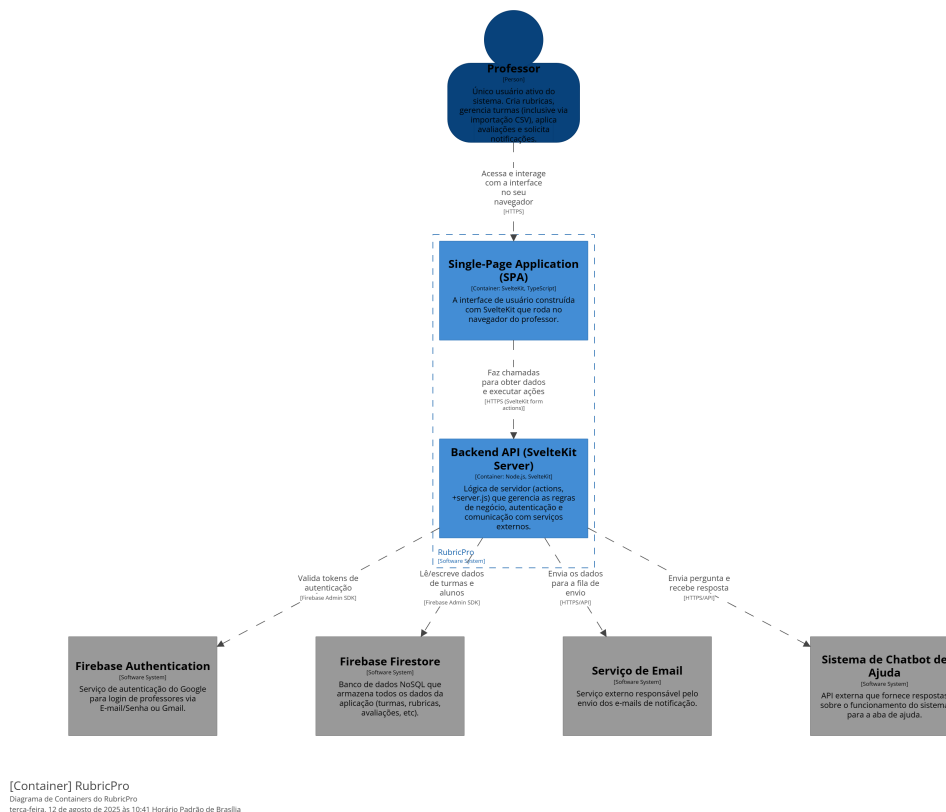 Professor
[Person]
Único usuário ativo do
sistema. Cria rubricas,
gerencia turmas (inclusive via
importação CSV), aplica
avaliações e solicita
notificações.
Acessa e interage
com a interface
no seu
navegador
[HTTPS]
Single-Page Application
(SPA)
[Container: SvelteKit, TypeScript]
A interface de usuário construída
com SvelteKit que roda no
navegador do professor.
Faz chamadas
para obter dados
e executar ações
[HTTPS (SvelteKit form
actions)]
Backend API (SvelteKit
Server)
[Container: Node.js, SvelteKit]
Lógica de servidor (actions,
+server.js) que gerencia as regras
de negócio, autenticação e
comunicação com serviços
externos.
RubricPro
[Software System]
Valida tokens de
autenticação
[Firebase Admin SDK]
Lê/escreve dados
de turmas e
alunos
[Firebase Admin SDK]
Envia os dados
para a fila de
envio
[HTTPS/API]
Envia pergunta e
recebe resposta
[HTTPS/API]
Firebase Authentication
[Software System]
Serviço de autenticação do Google
para login de professores via
E-mail/Senha ou Gmail.
Firebase Firestore
[Software System]
Banco de dados NoSQL que
armazena todos os dados da
aplicação (turmas, rubricas,
avaliações, etc).
Serviço de Email
[Software System]
Serviço externo responsável pelo
envio dos e-mails de notificação.
Sistema de Chatbot de
Ajuda
[Software System]
API externa que fornece respostas
sobre o funcionamento do sistema
para a aba de ajuda.
[Container] RubricPro
Diagrama de Containers do RubricPro
terça-feira, 12 de agosto de 2025 às 10:41 Horário Padrão de Brasília